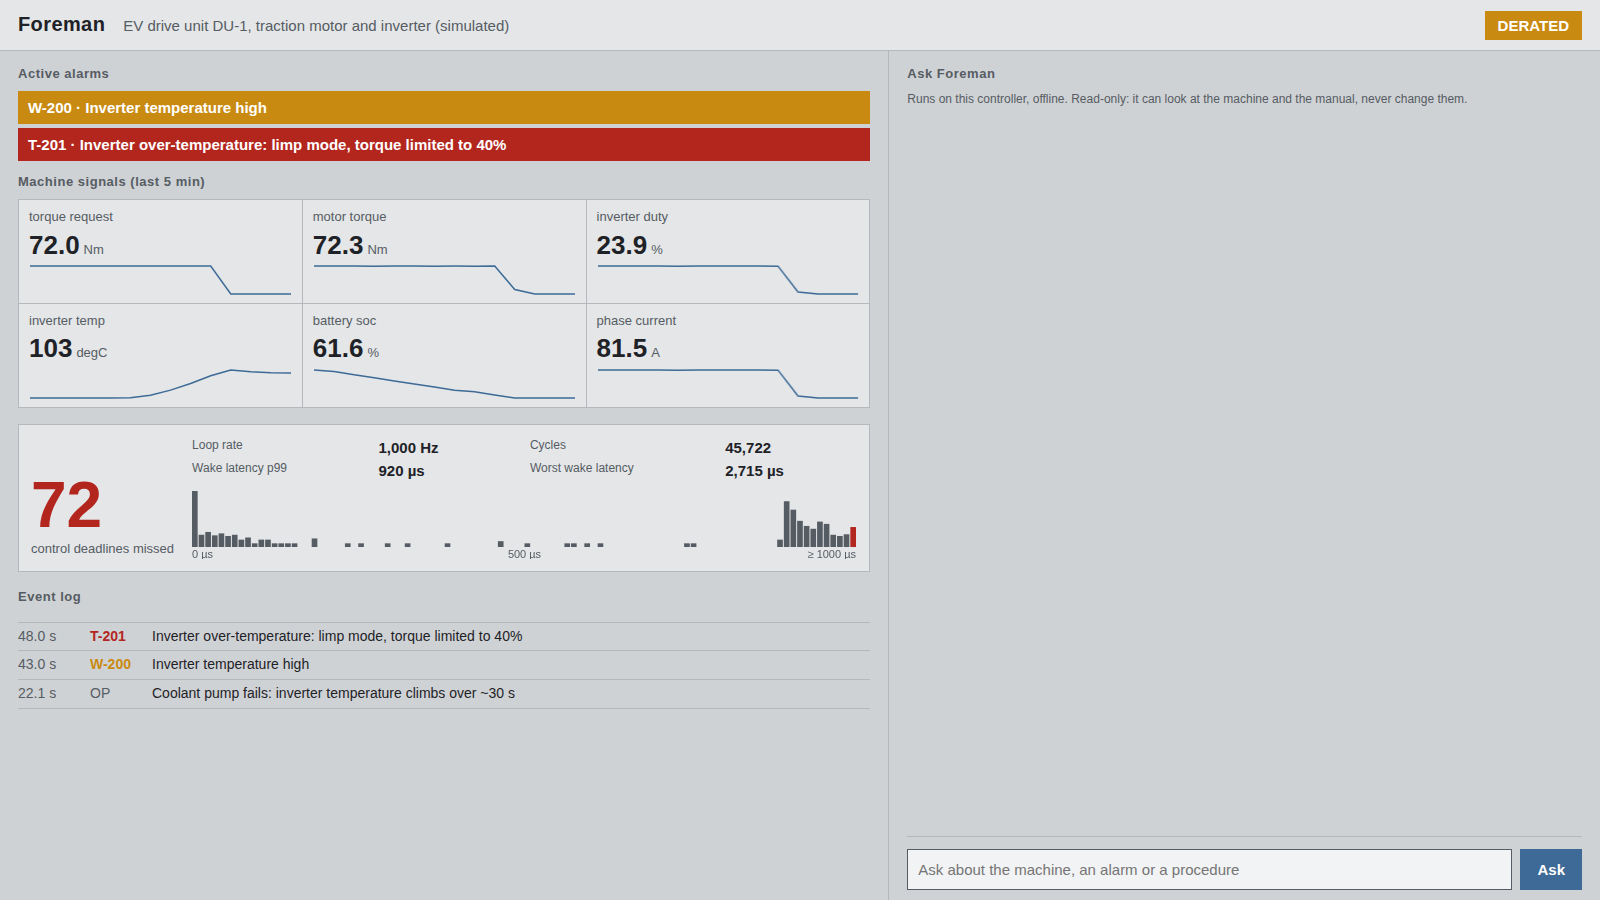 Foreman EV drive unit DU-1, traction motor and inverter (simulated) DERATED
Active alarms
W-200 · Inverter temperature high
T-201 · Inverter over-temperature: limp mode, torque limited to 40%
Machine signals (last 5 min)
torque request motor torque inverter duty
72.0 Nm 72.3 Nm 23.9 %
inverter temp battery soc phase current
103 degC 61.6 % 81.5 A
72
control deadlines missed
Loop rate 1,000 Hz Cycles 45,722
Wake latency p99 920 µs Worst wake latency 2,715 µs
0 µs 500 µs ≥ 1000 µs
Event log
48.0 s T-201 Inverter over-temperature: limp mode, torque limited to 40%
43.0 s W-200 Inverter temperature high
22.1 s OP Coolant pump fails: inverter temperature climbs over ~30 s
Ask Foreman
Runs on this controller, offline. Read-only: it can look at the machine and the manual, never change them.
Ask about the machine, an alarm or a procedure Ask